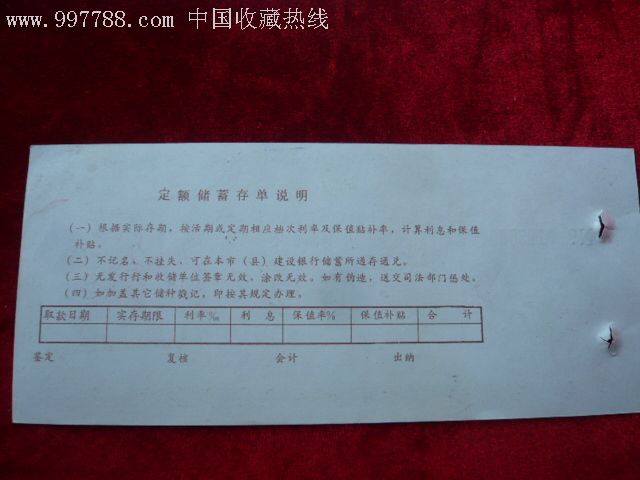 www.997788.com 中国收藏热线
定额储蓄存单说明
(一) 根据实际存期，按活期或定期相应档次利率及保值贴补率，计算利息和保值
补贴。
(二) 不记名、不挂失、可在本市 (县) 建设银行储蓄所通存通兑。
(三) 无发行行和收储单位签章无效、涂改无效。如有伪造，送交司法部门惩处。
(四) 如加盖其它储种戳记，即按其规定办理。
取款日期 实存期限 利率‰ 利 息 保值率% 保值补贴 合 计
鉴定 复核 会计 出纳